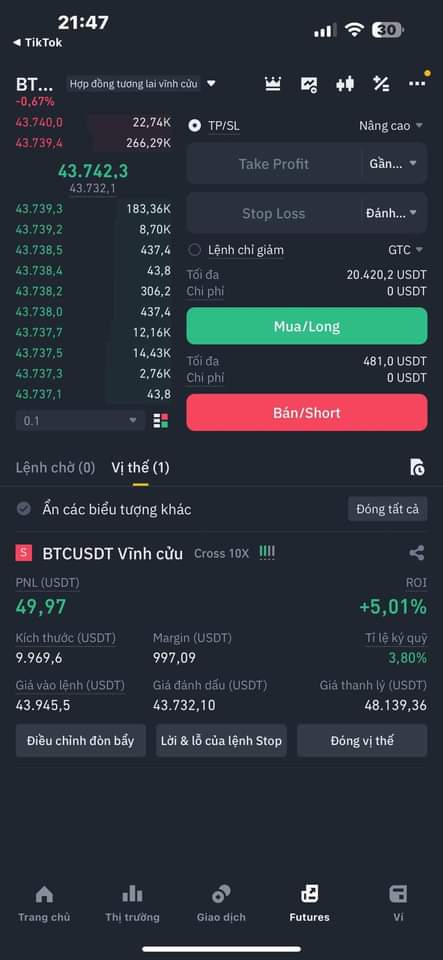 21:47
30
◀ TikTok
BT... Hợp đồng tương lai vĩnh cửu
-0,67%
43.740,0 22,74K
43.739,4 266,29K
43.742,3
43.732,1
43.739,3 183,36K
43.739,2 8,70K
43.738,5 437,4
43.738,4 43,8
43.738,2 306,2
43.738,0 437,4
43.737,7 12,16K
43.737,5 14,43K
43.737,3 2,76K
43.737,1 43,8
0.1
TP/SL Nâng cao
Take Profit Gần...
Stop Loss Đánh...
Lệnh chỉ giảm GTC
Tối đa 20.420,2 USDT
Chi phí 0 USDT
Mua/Long
Tối đa 481,0 USDT
Chi phí 0 USDT
Bán/Short
Lệnh chờ (0) Vị thế (1)
Ẩn các biểu tượng khác Đóng tất cả
S BTCUSDT Vĩnh cửu Cross 10X
PNL (USDT) ROI
49,97 +5,01%
Kích thước (USDT) Margin (USDT) Tỉ lệ ký quỹ
9.969,6 997,09 3,80%
Giá vào lệnh (USDT) Giá đánh dấu (USDT) Giá thanh lý (USDT)
43.945,5 43.732,10 48.139,36
Điều chỉnh đòn bẩy Lời & lỗ của lệnh Stop Đóng vị thế
Trang chủ Thị trường Giao dịch Futures Ví